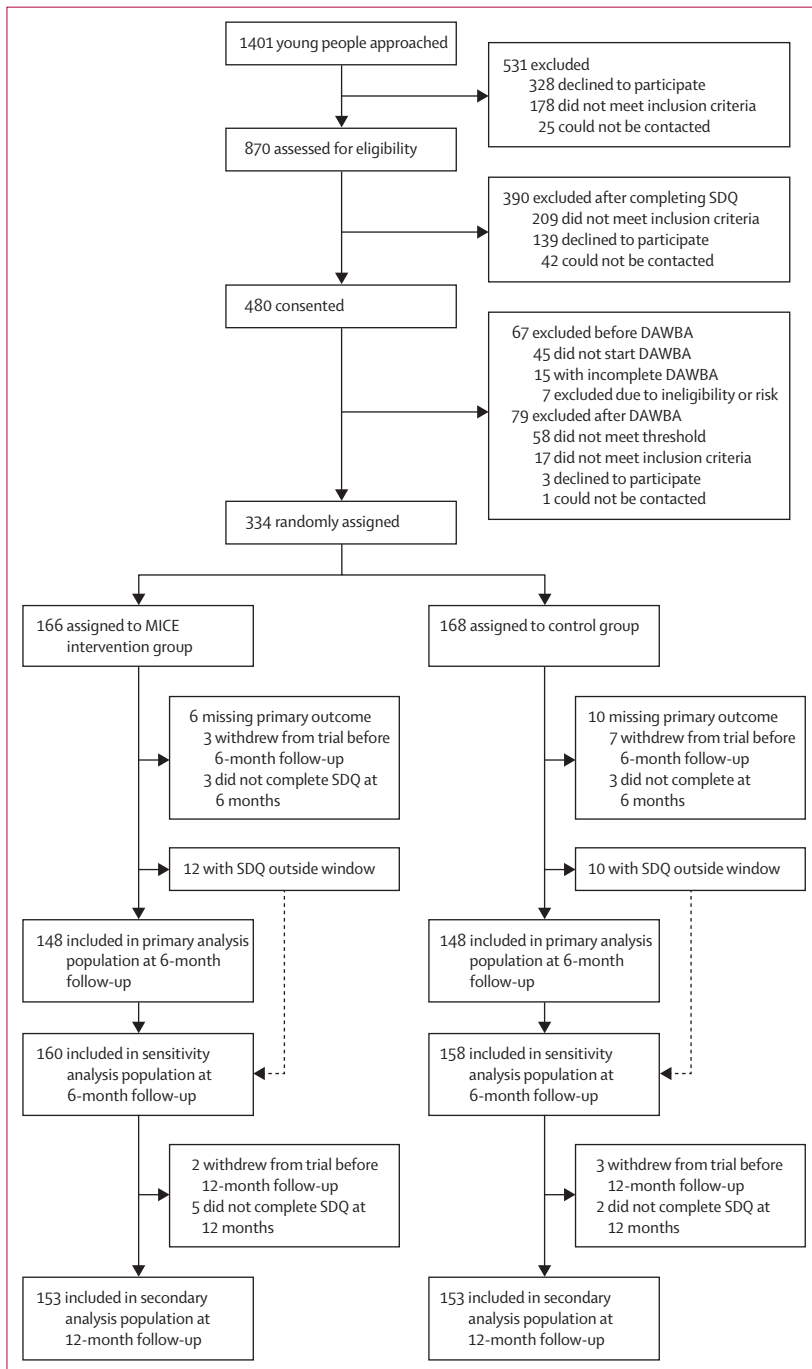 1401 young people approached
531 excluded
328 declined to participate
178 did not meet inclusion criteria
25 could not be contacted
870 assessed for eligibility
390 excluded after completing SDQ
209 did not meet inclusion criteria
139 declined to participate
42 could not be contacted
480 consented
67 excluded before DAWBA
45 did not start DAWBA
15 with incomplete DAWBA
7 excluded due to ineligibility or risk
79 excluded after DAWBA
58 did not meet threshold
17 did not meet inclusion criteria
3 declined to participate
1 could not be contacted
334 randomly assigned
166 assigned to MICE
intervention group
168 assigned to control group
6 missing primary outcome
3 withdrew from trial before
6-month follow-up
3 did not complete SDQ at
6 months
10 missing primary outcome
7 withdrew from trial before
6-month follow-up
3 did not complete at
6 months
12 with SDQ outside window
10 with SDQ outside window
148 included in primary analysis
population at 6-month
follow-up
148 included in primary analysis
population at 6-month
follow-up
160 included in sensitivity
analysis population at
6-month follow-up
158 included in sensitivity
analysis population at
6-month follow-up
2 withdrew from trial before
12-month follow-up
5 did not complete SDQ at
12 months
3 withdrew from trial before
12-month follow-up
2 did not complete SDQ at
12 months
153 included in secondary
analysis population at
12-month follow-up
153 included in secondary
analysis population at
12-month follow-up